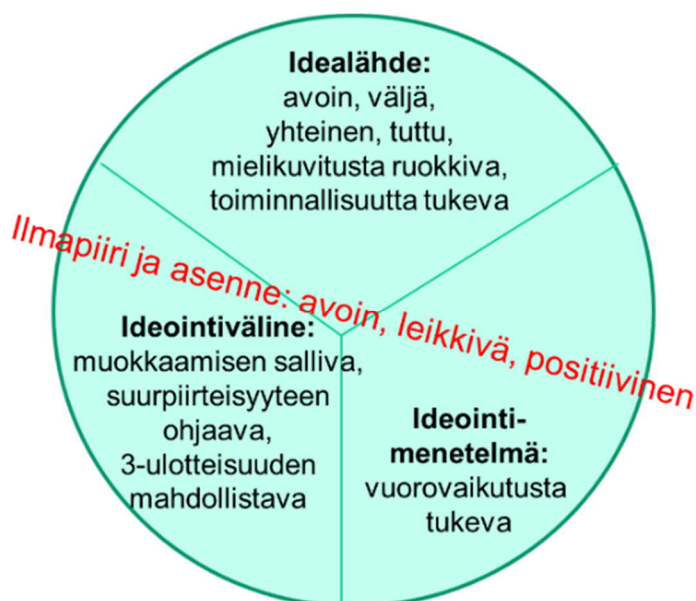 Idealähde:
avoin, väljä,
yhteinen, tuttu,
mielikuvitusta ruokkiva,
toiminnallisuutta tukeva
Ilmapiiri ja asenne: avoin, leikkivä, positiivinen
Ideointiväline:
muokkaamisen salliva,
suurpiirteisyyteen
ohjaava,
3-ulotteisuuden
mahdollistava
Ideointi-
menetelmä:
vuorovaikutusta
tukeva